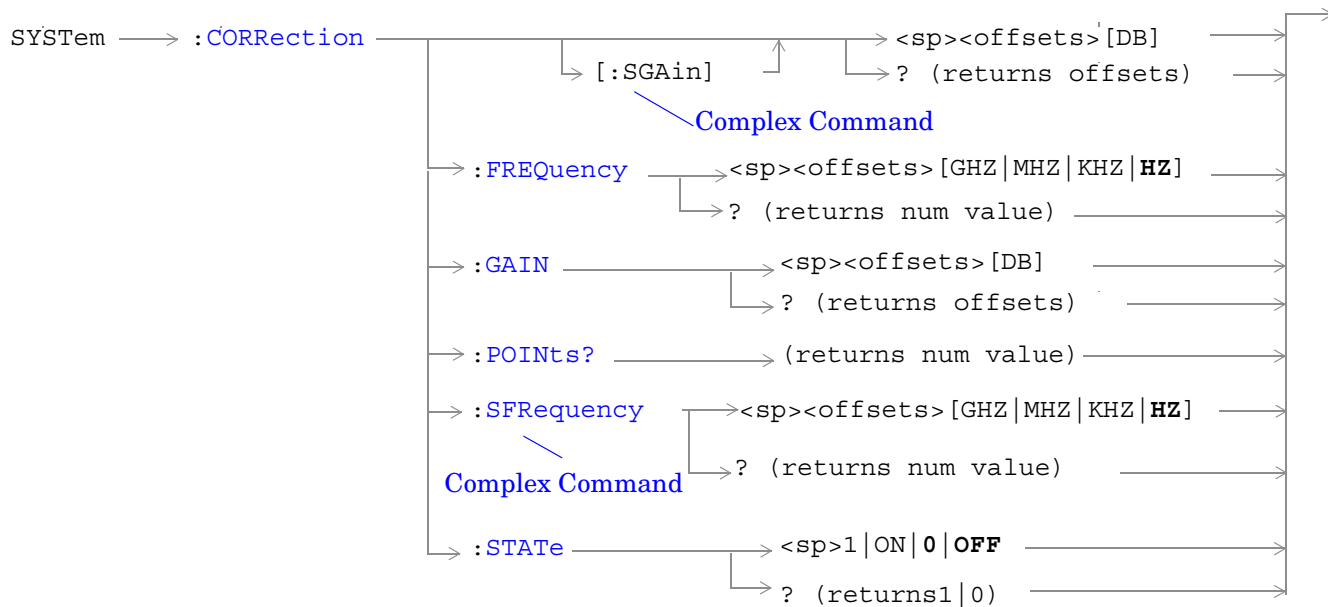 SYSTem :CORRection <sp><offsets>[DB]
[:SGAin] ? (returns offsets)
Complex Command
:FREQuency <sp><offsets>[GHZ|MHZ|KHZ|HZ]
? (returns num value)
:GAIN <sp><offsets>[DB]
? (returns offsets)
:POINts? (returns num value)
:SFRequency <sp><offsets>[GHZ|MHZ|KHZ|HZ]
? (returns num value)
Complex Command
:STATe <sp>1|ON|0|OFF
? (returns1|0)